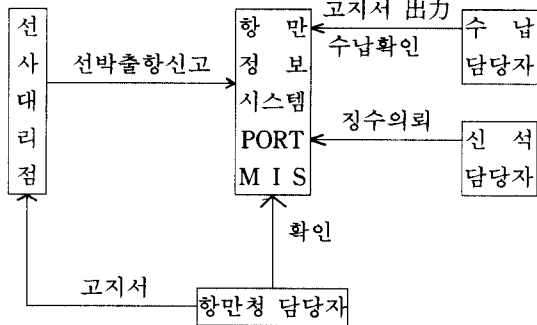 고지서 出力
수납확인
선
사
대
리
점
선박출항신고
항 만
정 보
시스템
PORT
M I S
수 납
담당자
징수의뢰
신 석
담당자
확인
고지서
항만청 담당자